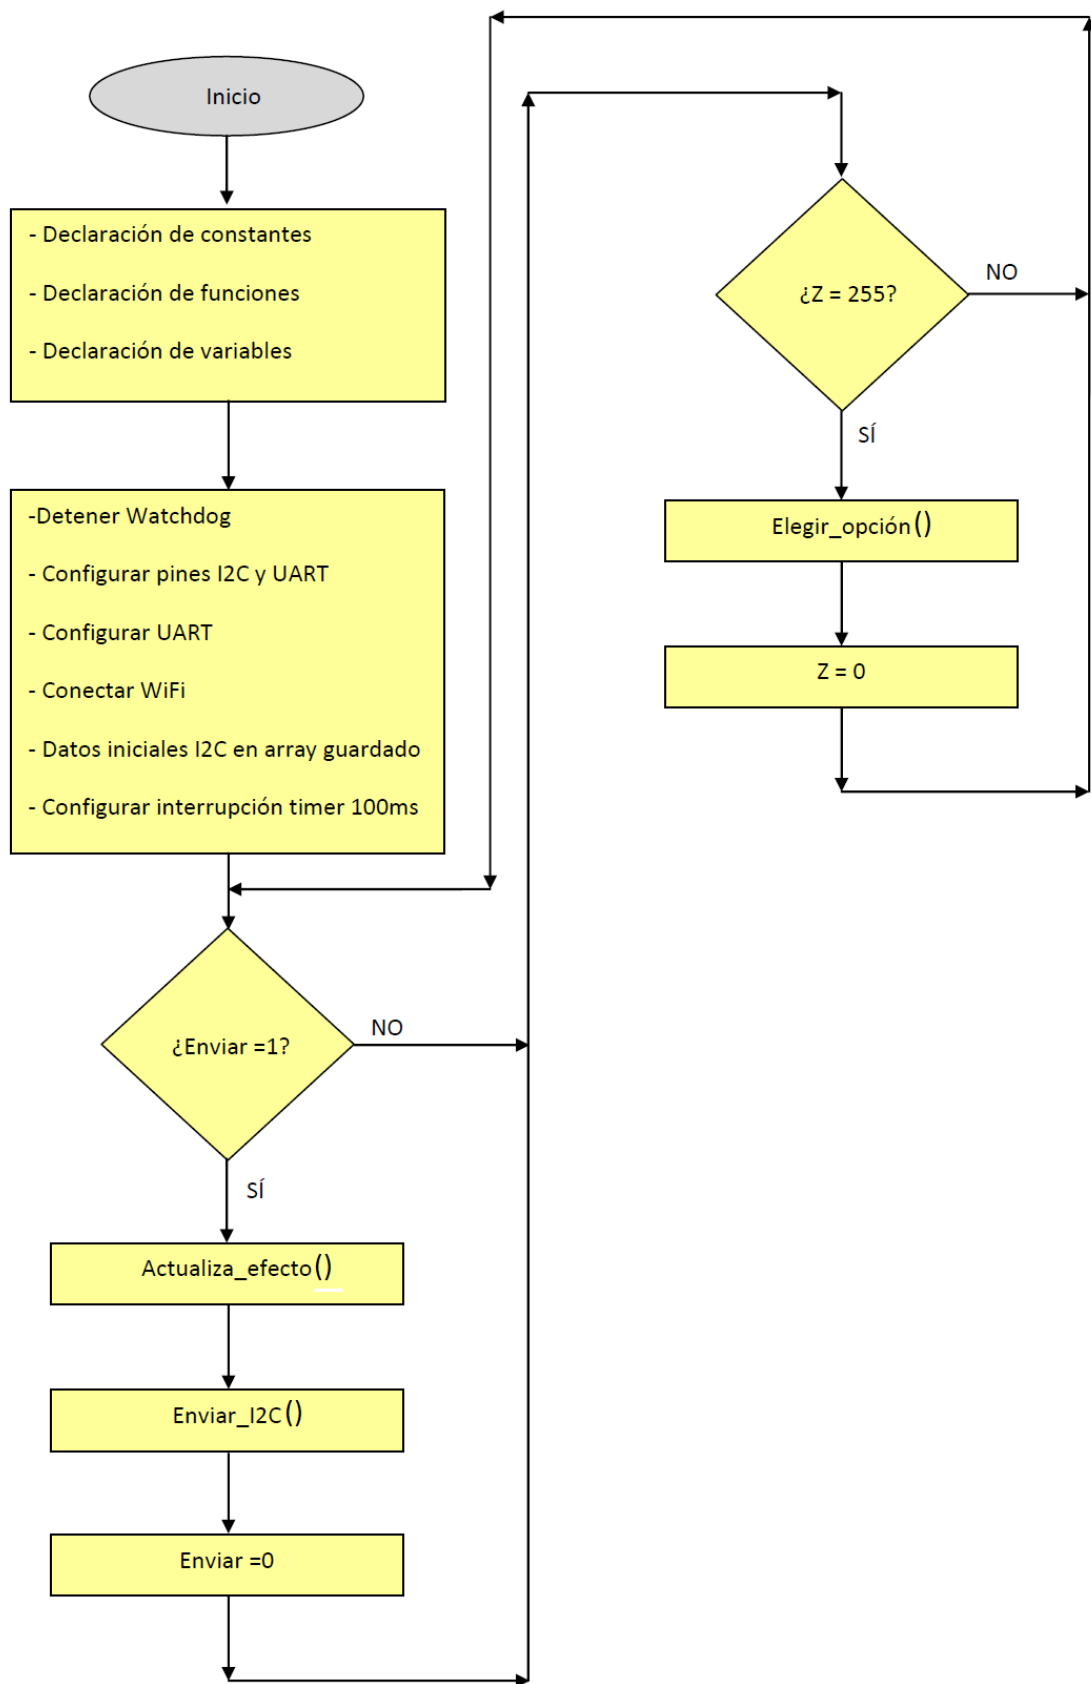 Inicio
- Declaración de constantes
- Declaración de funciones
- Declaración de variables
-Detener Watchdog
- Configurar pines I2C y UART
- Configurar UART
- Conectar WiFi
- Datos iniciales I2C en array guardado
- Configurar interrupción timer 100ms
¿Enviar =1?
NO
SÍ
Actualiza_efecto()
Enviar_I2C()
Enviar =0
¿Z = 255?
NO
SÍ
Elegir_opción()
Z = 0